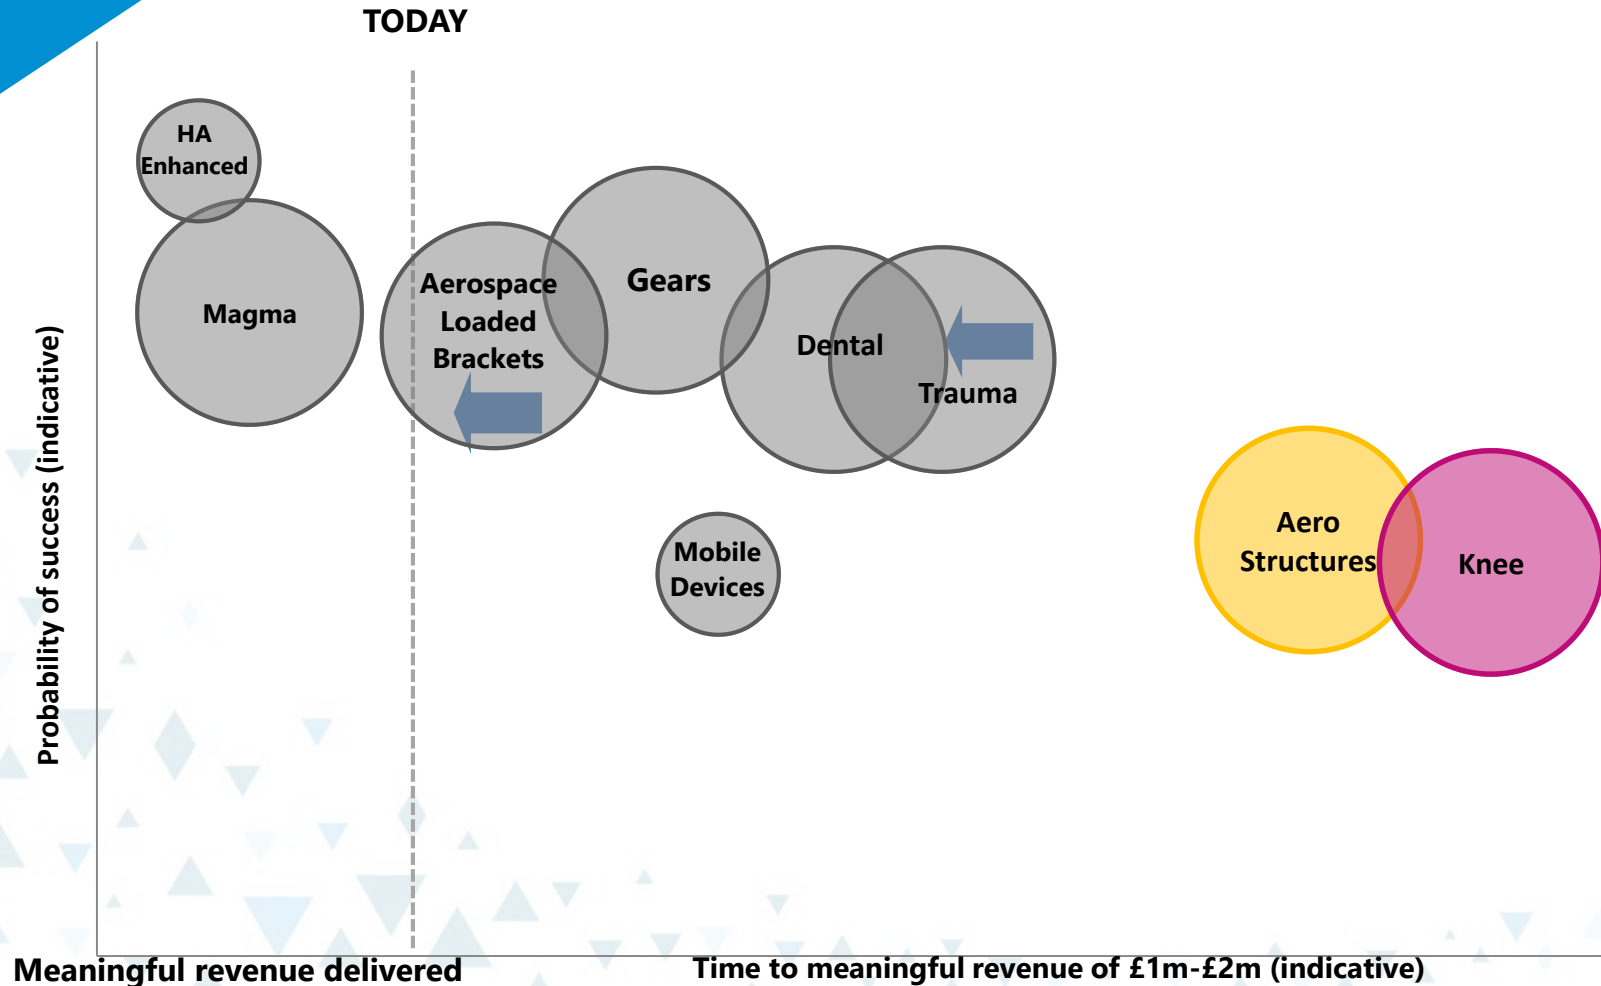 TODAY
HA
Enhanced
Magma
Aerospace
Loaded
Brackets
Gears
Dental
Trauma
Mobile
Devices
Aero
Structures
Knee
Probability of success (indicative)
Meaningful revenue delivered
Time to meaningful revenue of £1m-£2m (indicative)